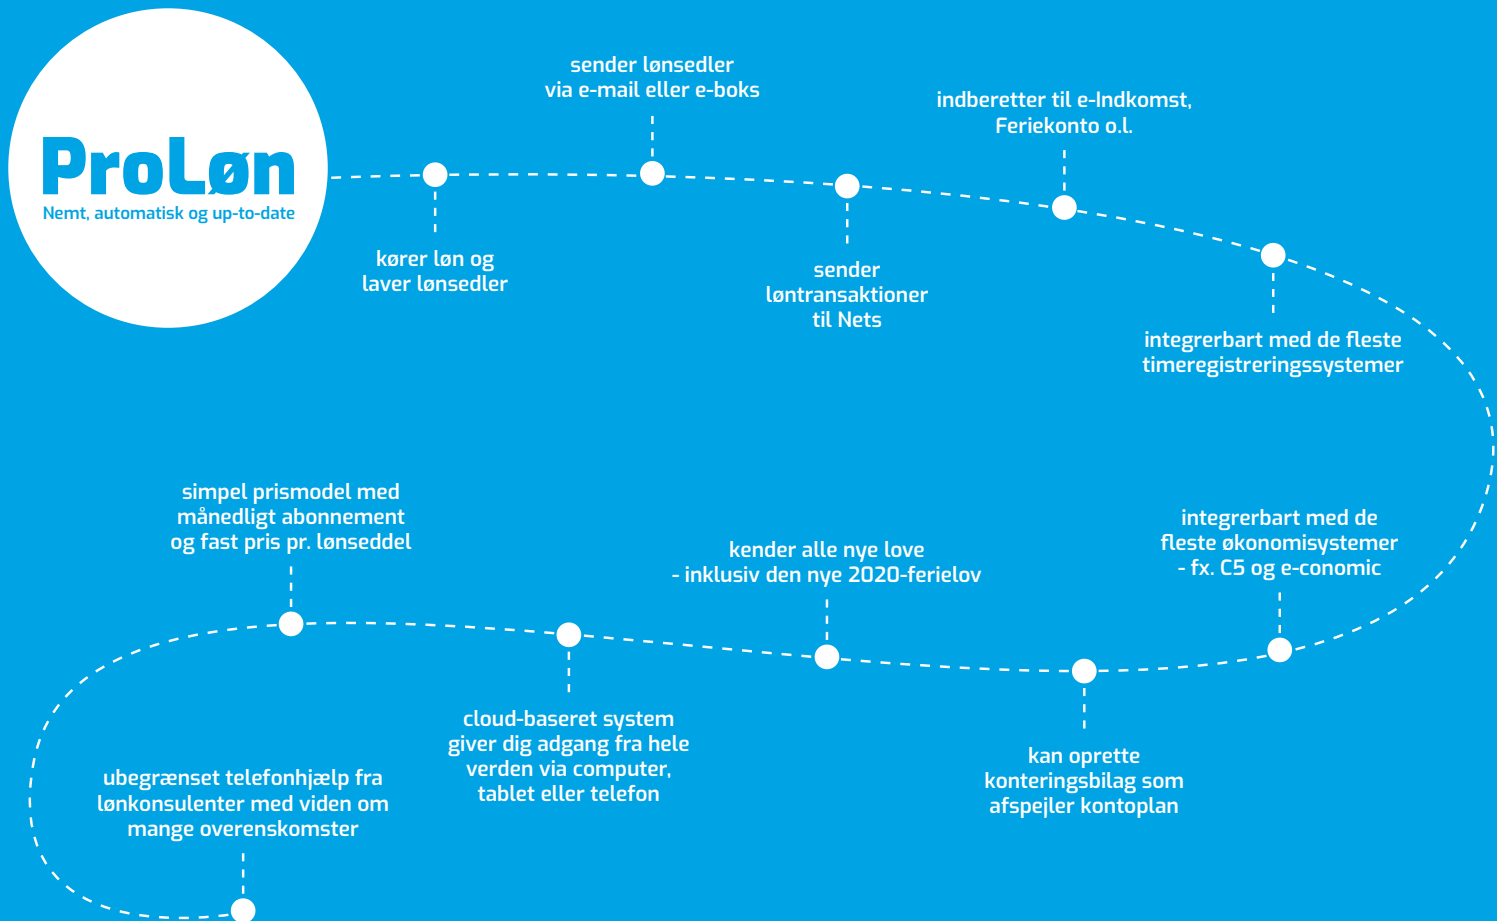 ProLøn
Nemt, automatisk og up-to-date
kører løn og
laver lønsedler
sender lønsedler
via e-mail eller e-boks
sender
løntransaktioner
til Nets
indberetter til e-Indkomst,
Feriekonto o.l.
integrerbart med de fleste
timeregistreringssystemer
integrerbart med de
fleste økonomisystemer
- fx. C5 og e-conomic
kan oprette
konteringsbilag som
afspejler kontoplan
kender alle nye love
- inklusiv den nye 2020-ferielov
cloud-baseret system
giver dig adgang fra hele
verden via computer,
tablet eller telefon
simpel prismodel med
månedligt abonnement
og fast pris pr. lønseddel
ubegrænset telefonhjælp fra
lønkonsulenter med viden om
mange overenskomster